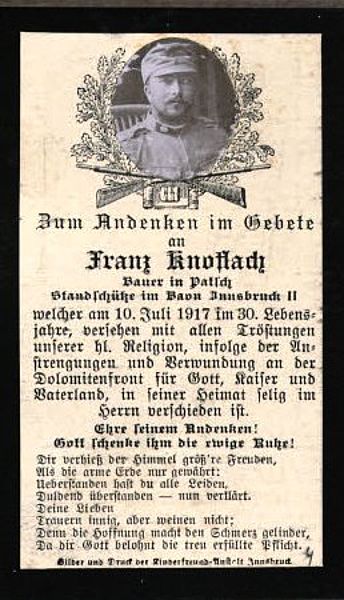 Zum Andenken im Gebete
an
Franz Knoflach
Bauer in Patsch
Standschütze im Baon Innsbruck II
welcher am 10. Juli 1917 im 30. Lebens-
jahre, versehen mit allen Tröstungen
unserer hl. Religion, infolge der An-
strengungen und Verwundung an der
Dolomitenfront für Gott, Kaiser und
Vaterland, in seiner Heimat selig im
Herrn verschieden ist.
Ehre seinem Andenken!
Gott schenke ihm die ewige Ruhe!
Dir verhieß der Himmel größ're Freuden,
Als die arme Erde nur gewährt:
Ueberstanden hast du alle Leiden,
Duldend überstanden — nun verklärt.
Deine Lieben
Trauern innig, aber weinen nicht;
Denn die Hoffnung macht den Schmerz gelinder,
Da dir Gott belohnt die treu erfüllte Pflicht.
Bilder und Druck der Kinderfreund-Anstalt Innsbruck.